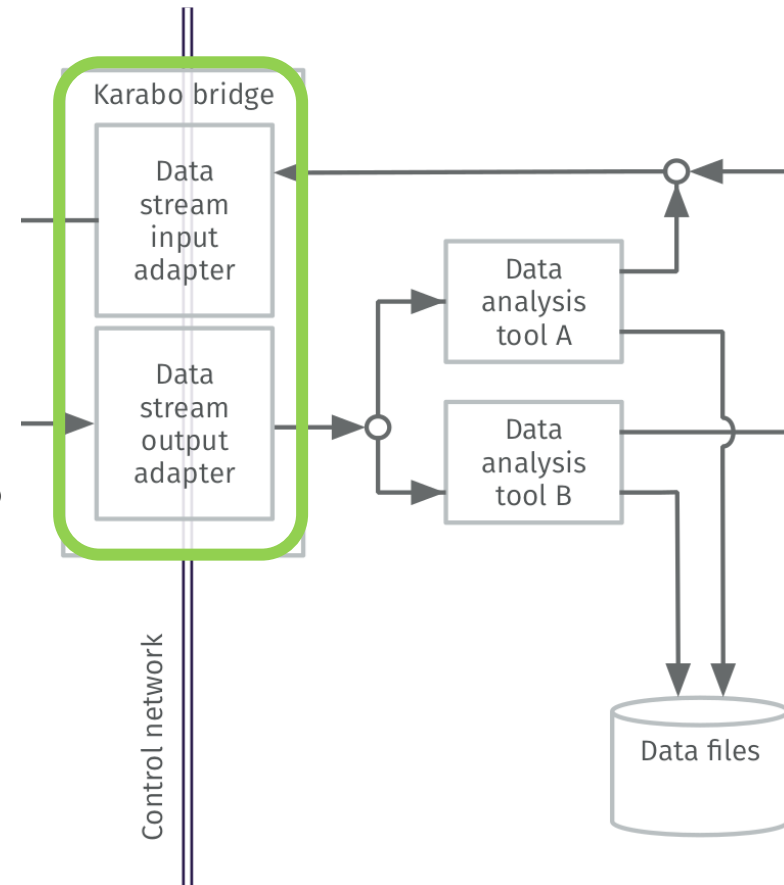 Karabo bridge
Data
stream
input
adapter
Data
stream
output
adapter
Data
analysis
tool A
Data
analysis
tool B
Control network
Data files